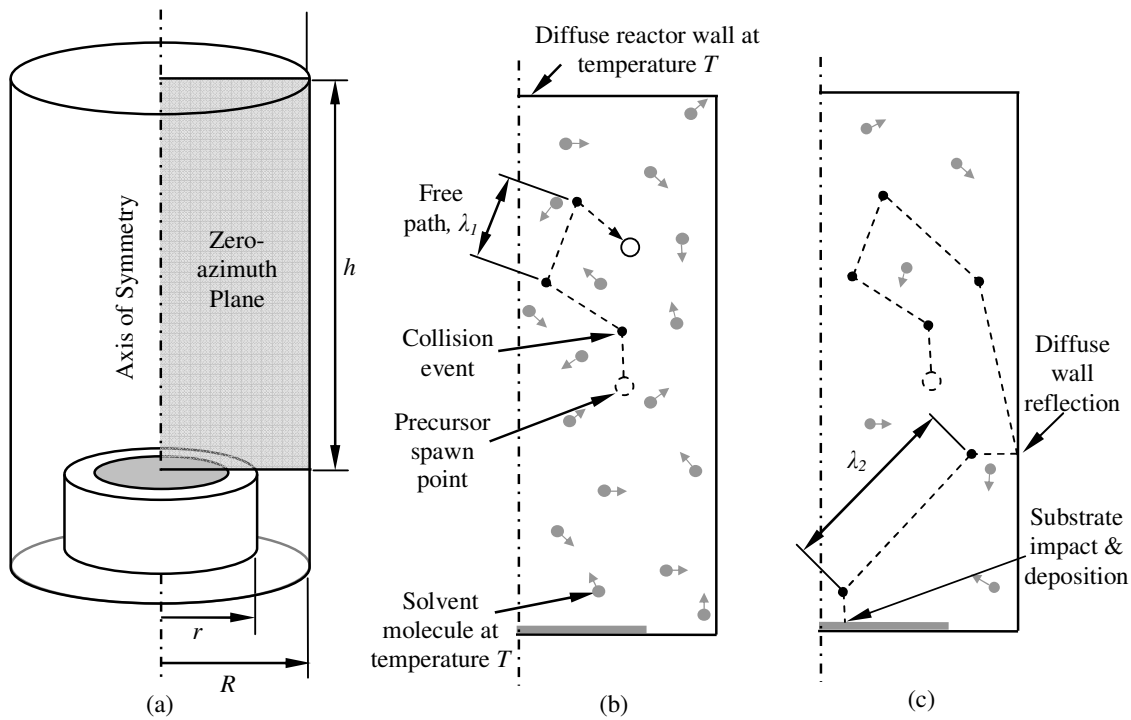 Axis of Symmetry
Zero-
azimuth
Plane
h
r
R
(a)
Diffuse reactor wall at
temperature T
Free
path, λ1
Collision
event
Precursor
spawn
point
Solvent
molecule at
temperature T
(b)
Diffuse
wall
reflection
λ2
Substrate
impact &
deposition
(c)